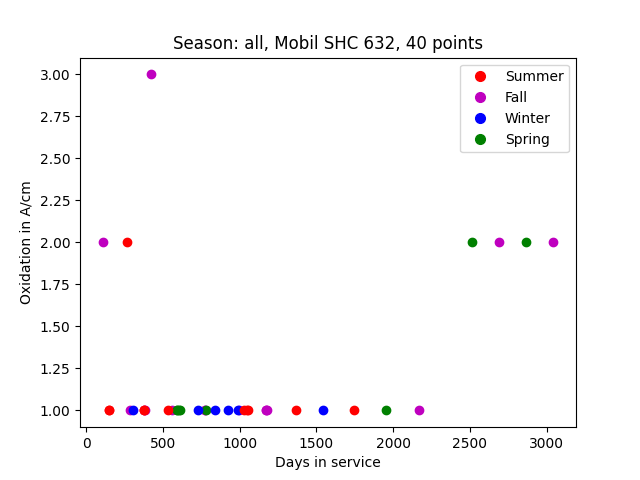 Season: all, Mobil SHC 632, 40 points
3.00
2.75
2.50
2.25
2.00
1.75
1.50
1.25
1.00
Oxidation in A/cm
Summer
Fall
Winter
Spring
0
500
1000
1500
2000
2500
3000
Days in service